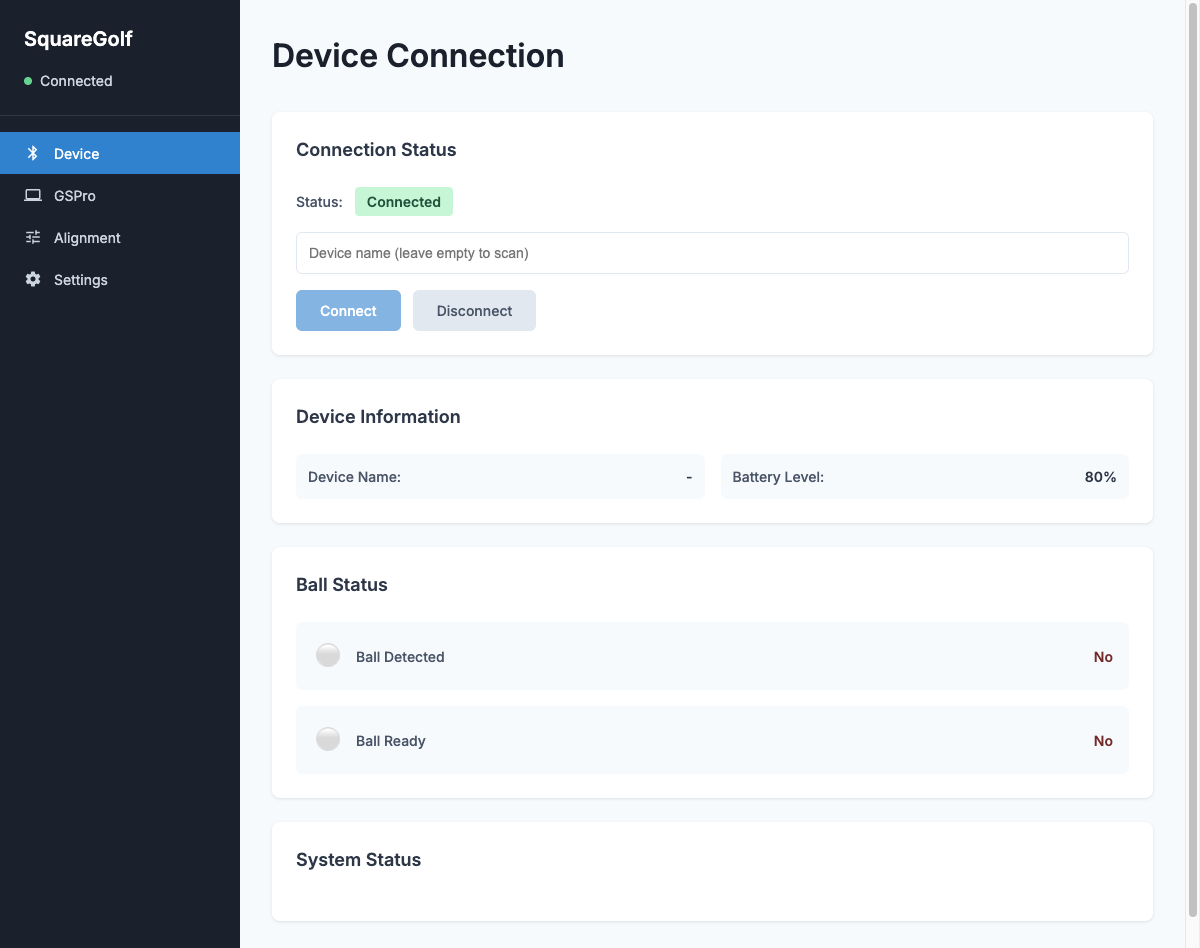 SquareGolf
Connected
Device
GSPro
Alignment
Settings
Device Connection
Connection Status
Status: Connected
Device name (leave empty to scan)
Connect Disconnect
Device Information
Device Name: - Battery Level: 80%
Ball Status
Ball Detected No
Ball Ready No
System Status